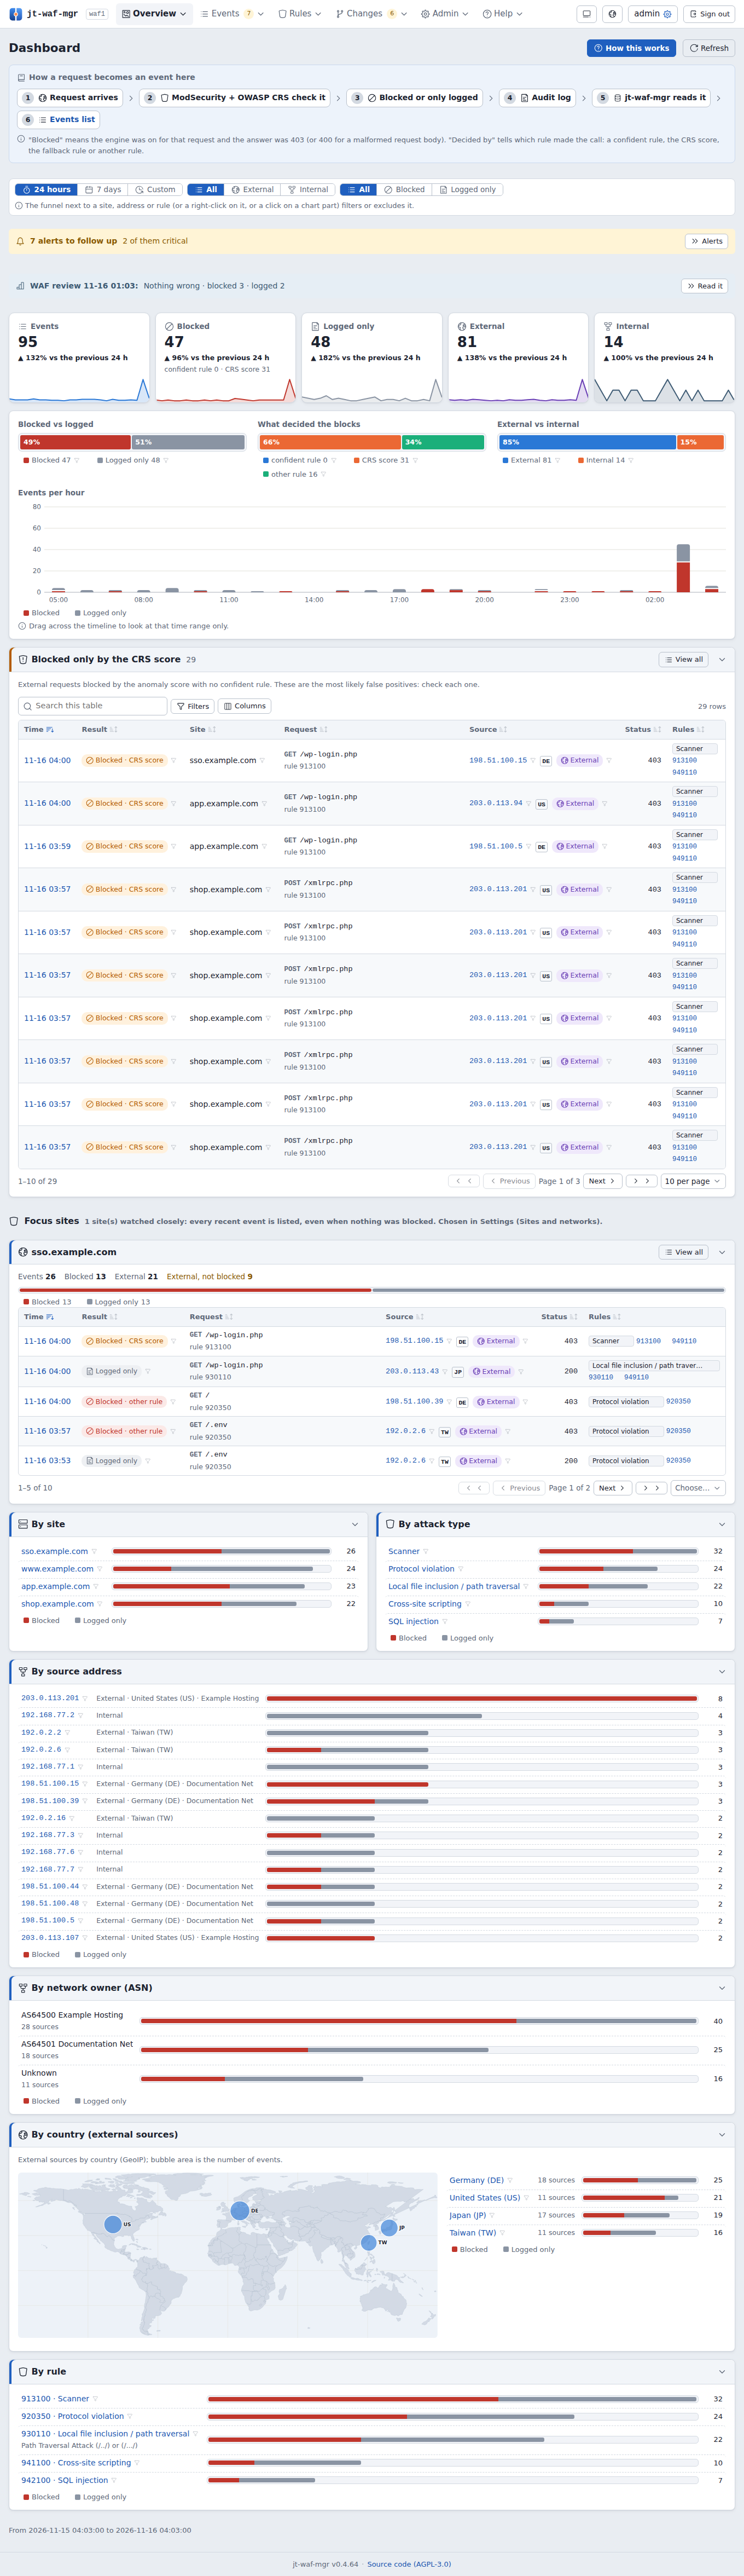 jt-waf-mgr wafi Overview Events 7 Rules Changes 6 Admin Help admin Sign out
Dashboard How this works Refresh
How a request becomes an event here
1 Request arrives 2 ModSecurity + OWASP CRS check it 3 Blocked or only logged 4 Audit log 5 jt-waf-mgr reads it
6 Events list
"Blocked" means the engine was on for that request and the answer was 403 (or 400 for a malformed request body). "Decided by" tells which rule made the call: a confident rule, the CRS score,
the fallback rule or another rule.
24 hours 7 days Custom All External Internal All Blocked Logged only
The funnel next to a site, address or rule (or a right-click on it, or a click on a chart part) filters or excludes it.
7 alerts to follow up 2 of them critical Alerts
WAF review 11-16 01:03: Nothing wrong · blocked 3 · logged 2 Read it
Events Blocked Logged only External Internal
95 47 48 81 14
▲ 132% vs the previous 24 h ▲ 96% vs the previous 24 h ▲ 182% vs the previous 24 h ▲ 138% vs the previous 24 h ▲ 100% vs the previous 24 h
confident rule 0 · CRS score 31
Blocked vs logged What decided the blocks External vs internal
49% 51% 66% 34% 85% 15%
Blocked 47 Logged only 48 confident rule 0 CRS score 31 External 81 Internal 14
other rule 16
Events per hour
80
60
40
20
0
05:00 08:00 11:00 14:00 17:00 20:00 23:00 02:00
Blocked Logged only
Drag across the timeline to look at that time range only.
Blocked only by the CRS score 29 View all
External requests blocked by the anomaly score with no confident rule. These are the most likely false positives: check each one.
Search this table Filters Columns 29 rows
Time Result Site Request Source Status Rules
11-16 04:00 Blocked · CRS score sso.example.com GET /wp-login.php rule 913100 198.51.100.15 DE External 403 Scanner 913100 949110
11-16 04:00 Blocked · CRS score app.example.com GET /wp-login.php rule 913100 203.0.113.94 US External 403 Scanner 913100 949110
11-16 03:59 Blocked · CRS score app.example.com GET /wp-login.php rule 913100 198.51.100.5 DE External 403 Scanner 913100 949110
11-16 03:57 Blocked · CRS score shop.example.com POST /xmlrpc.php rule 913100 203.0.113.201 US External 403 Scanner 913100 949110
11-16 03:57 Blocked · CRS score shop.example.com POST /xmlrpc.php rule 913100 203.0.113.201 US External 403 Scanner 913100 949110
11-16 03:57 Blocked · CRS score shop.example.com POST /xmlrpc.php rule 913100 203.0.113.201 US External 403 Scanner 913100 949110
11-16 03:57 Blocked · CRS score shop.example.com POST /xmlrpc.php rule 913100 203.0.113.201 US External 403 Scanner 913100 949110
11-16 03:57 Blocked · CRS score shop.example.com POST /xmlrpc.php rule 913100 203.0.113.201 US External 403 Scanner 913100 949110
11-16 03:57 Blocked · CRS score shop.example.com POST /xmlrpc.php rule 913100 203.0.113.201 US External 403 Scanner 913100 949110
11-16 03:57 Blocked · CRS score shop.example.com POST /xmlrpc.php rule 913100 203.0.113.201 US External 403 Scanner 913100 949110
1–10 of 29 Previous Page 1 of 3 Next 10 per page
Focus sites 1 site(s) watched closely: every recent event is listed, even when nothing was blocked. Chosen in Settings (Sites and networks).
sso.example.com View all
Events 26 Blocked 13 External 21 External, not blocked 9
Blocked 13 Logged only 13
Time Result Request Source Status Rules
11-16 04:00 Blocked · CRS score GET /wp-login.php rule 913100 198.51.100.15 DE External 403 Scanner 913100 949110
11-16 04:00 Logged only GET /wp-login.php rule 930110 203.0.113.43 JP External 200 Local file inclusion / path traver… 930110 949110
11-16 04:00 Blocked · other rule GET / rule 920350 198.51.100.39 DE External 403 Protocol violation 920350
11-16 03:57 Blocked · other rule GET /.env rule 920350 192.0.2.6 TW External 403 Protocol violation 920350
11-16 03:53 Logged only GET /.env rule 920350 192.0.2.6 TW External 200 Protocol violation 920350
1–5 of 10 Previous Page 1 of 2 Next Choose…
By site
sso.example.com 26
www.example.com 24
app.example.com 23
shop.example.com 22
Blocked Logged only
By attack type
Scanner 32
Protocol violation 24
Local file inclusion / path traversal 22
Cross-site scripting 10
SQL injection 7
Blocked Logged only
By source address
203.0.113.201 External · United States (US) · Example Hosting 8
192.168.77.2 Internal 4
192.0.2.2 External · Taiwan (TW) 3
192.0.2.6 External · Taiwan (TW) 3
192.168.77.1 Internal 3
198.51.100.15 External · Germany (DE) · Documentation Net 3
198.51.100.39 External · Germany (DE) · Documentation Net 3
192.0.2.16 External · Taiwan (TW) 2
192.168.77.3 Internal 2
192.168.77.6 Internal 2
192.168.77.7 Internal 2
198.51.100.44 External · Germany (DE) · Documentation Net 2
198.51.100.48 External · Germany (DE) · Documentation Net 2
198.51.100.5 External · Germany (DE) · Documentation Net 2
203.0.113.107 External · United States (US) · Example Hosting 2
Blocked Logged only
By network owner (ASN)
AS64500 Example Hosting
28 sources 40
AS64501 Documentation Net
18 sources 25
Unknown
11 sources 16
Blocked Logged only
By country (external sources)
External sources by country (GeoIP); bubble area is the number of events.
US DE JP TW
Germany (DE) 18 sources 25
United States (US) 11 sources 21
Japan (JP) 17 sources 19
Taiwan (TW) 11 sources 16
Blocked Logged only
By rule
913100 · Scanner 32
920350 · Protocol violation 24
930110 · Local file inclusion / path traversal 22
Path Traversal Attack (/../) or (/.../)
941100 · Cross-site scripting 10
942100 · SQL injection 7
Blocked Logged only
From 2026-11-15 04:03:00 to 2026-11-16 04:03:00
jt-waf-mgr v0.4.64 · Source code (AGPL-3.0)